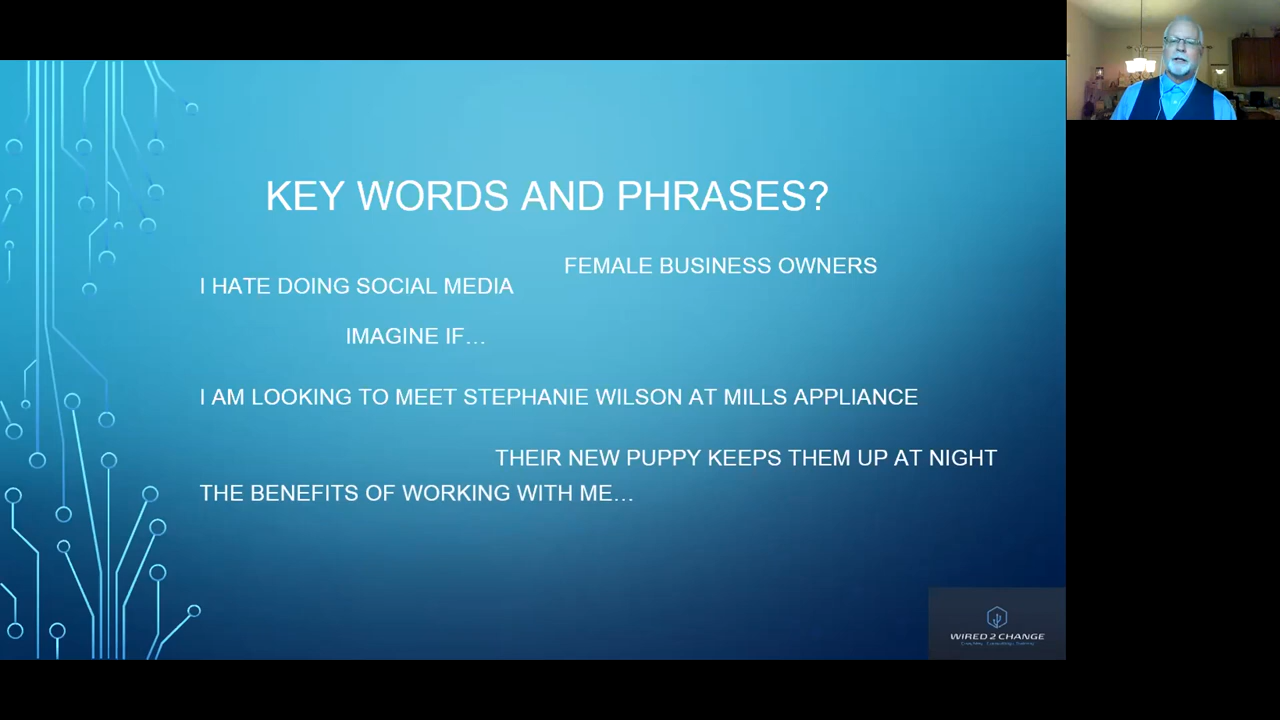 KEY WORDS AND PHRASES?
FEMALE BUSINESS OWNERS
I HATE DOING SOCIAL MEDIA
IMAGINE IF…
I AM LOOKING TO MEET STEPHANIE WILSON AT MILLS APPLIANCE
THEIR NEW PUPPY KEEPS THEM UP AT NIGHT
THE BENEFITS OF WORKING WITH ME…
WIRED 2 CHANGE